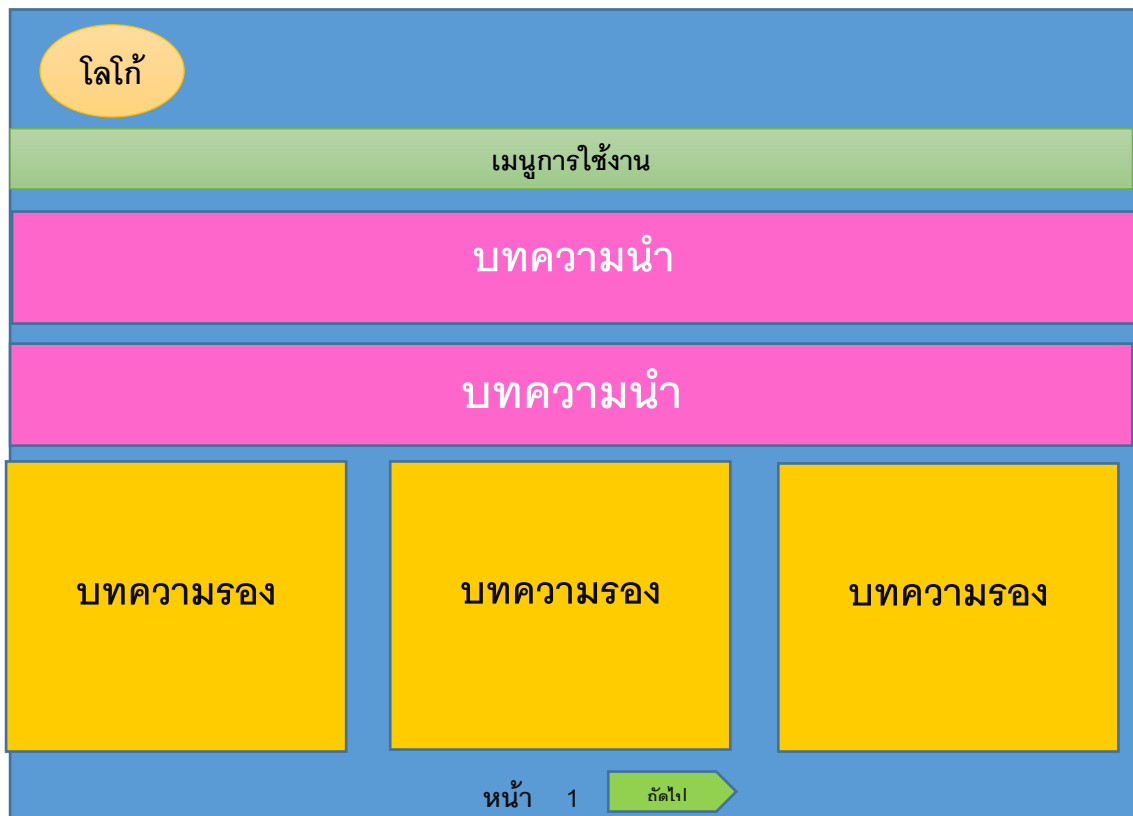 โลโก้
เมนูการใช้งาน
บทความนำ
บทความนำ
บทความรอง บทความรอง บทความรอง
หน้า 1 ถัดไป